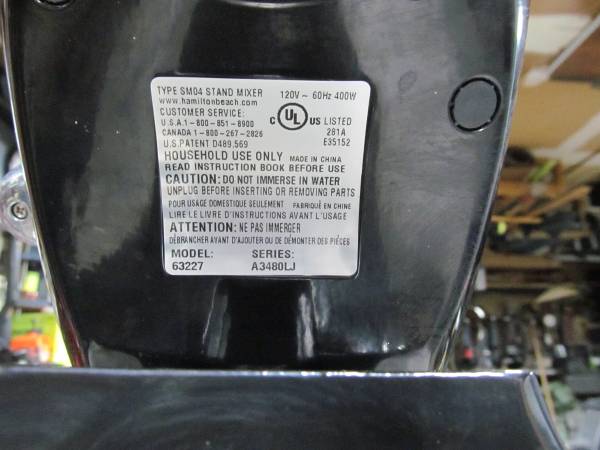 TYPE SM04 STAND MIXER 120V ~ 60Hz 400W
www.hamiltonbeach.com
CUSTOMER SERVICE:
U.S.A.1-800-851-8900
CANADA 1-800-267-2826
U.S.PATENT D489,569
C UL US LISTED
281A
E35152
HOUSEHOLD USE ONLY MADE IN CHINA
READ INSTRUCTION BOOK BEFORE USE
CAUTION: DO NOT IMMERSE IN WATER
UNPLUG BEFORE INSERTING OR REMOVING PARTS
POUR USAGE DOMESTIQUE SEULEMENT FABRIQUÉ EN CHINE
LIRE LE LIVRE D'INSTRUCTIONS AVANT L'USAGE
ATTENTION: NE PAS IMMERGER
DÉBRANCHER AVANT D'AJOUTER OU DE DÉMONTER DES PIÈCES
MODEL: SERIES:
63227 A3480LJ